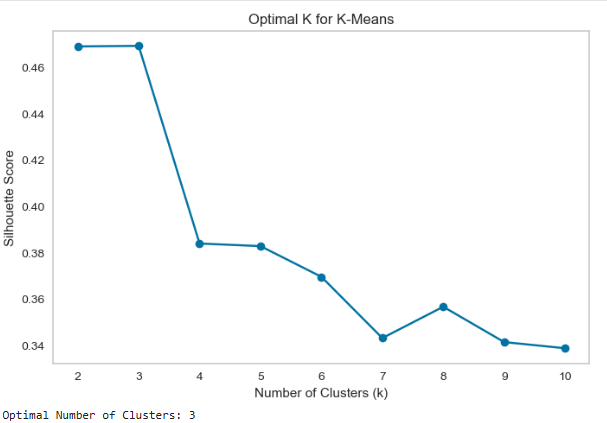 Optimal K for K-Means
Silhouette Score
0.46
0.44
0.42
0.40
0.38
0.36
0.34
2 3 4 5 6 7 8 9 10
Number of Clusters (k)
Optimal Number of Clusters: 3